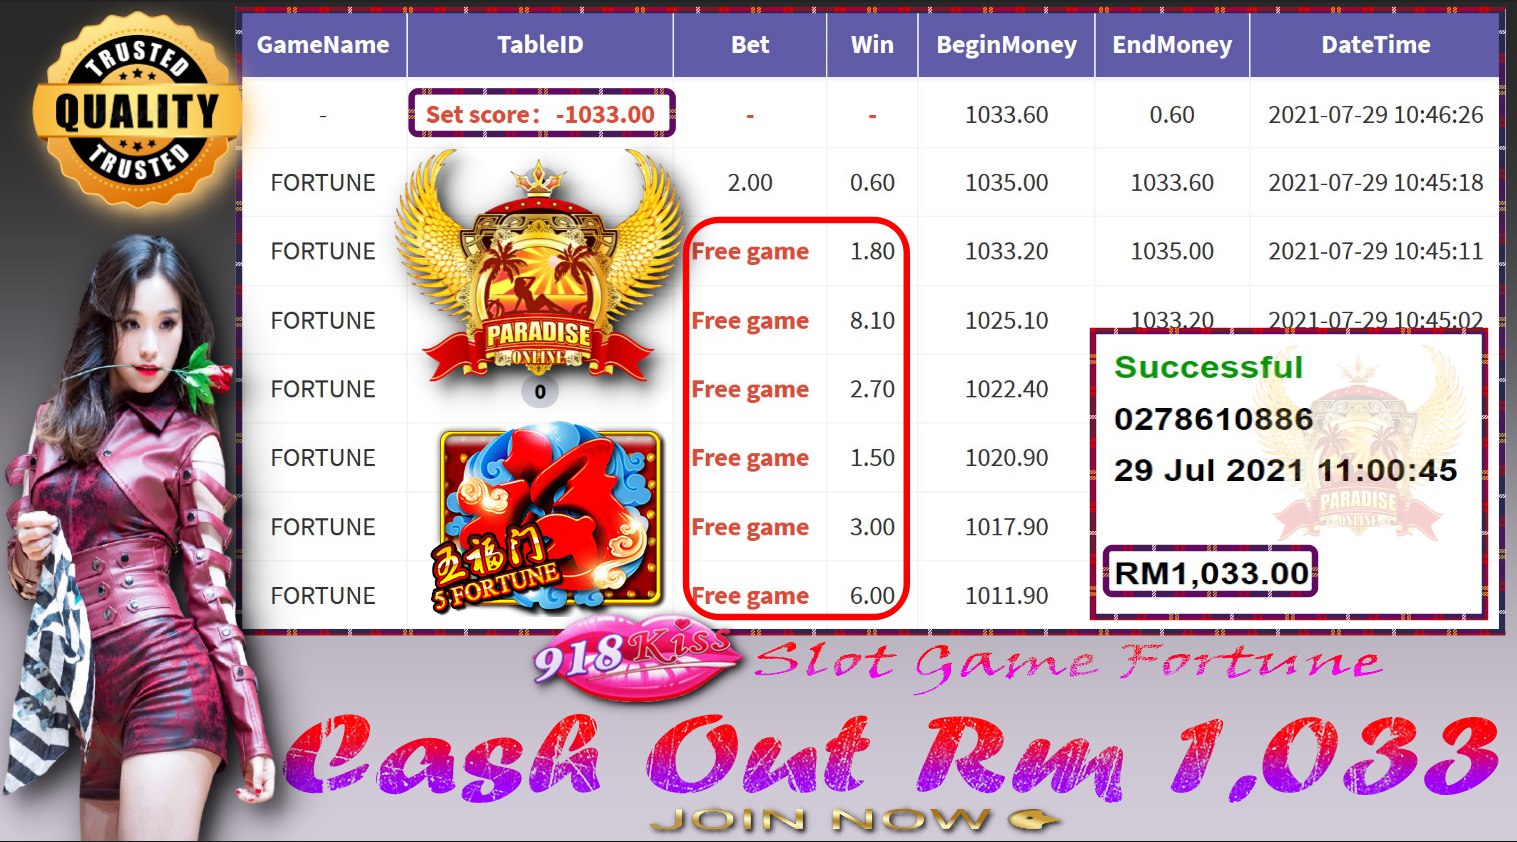 TRUSTED
QUALITY
TRUSTED
GameName TableID Bet Win BeginMoney EndMoney DateTime
- Set score：-1033.00 - - 1033.60 0.60 2021-07-29 10:46:26
FORTUNE 2.00 0.60 1035.00 1033.60 2021-07-29 10:45:18
FORTUNE Free game 1.80 1033.20 1035.00 2021-07-29 10:45:11
FORTUNE Free game 8.10 1025.10 1033.20 2021-07-29 10:45:02
FORTUNE 0 Free game 2.70 1022.40
FORTUNE Free game 1.50 1020.90
FORTUNE Free game 3.00 1017.90
FORTUNE Free game 6.00 1011.90
PARADISE
ONLINE
五福门
5 FORTUNE
Successful
0278610886
29 Jul 2021 11:00:45
PARADISE
ONLINE
RM1,033.00
918Kiss Slot Game Fortune
Cash Out Rm 1,033
JOIN NOW